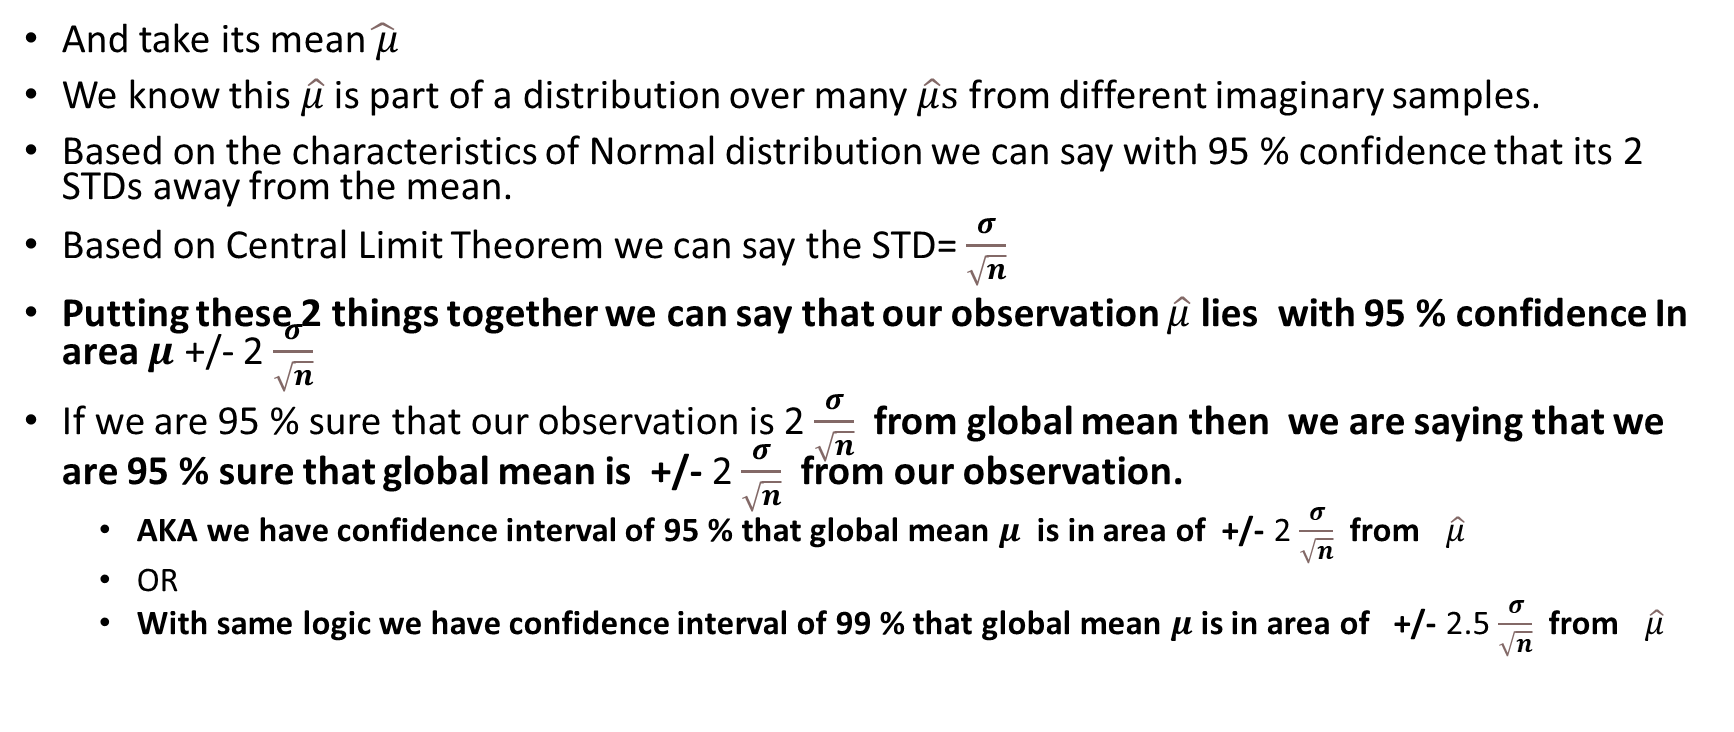 • And take its mean μ̂
• We know this μ̂ is part of a distribution over many μ̂s from different imaginary samples.
• Based on the characteristics of Normal distribution we can say with 95 % confidence that its 2
STDs away from the mean.
• Based on Central Limit Theorem we can say the STD= σ/√n
• Putting these 2 things together we can say that our observation μ̂ lies with 95 % confidence In
area μ +/- 2 σ/√n
• If we are 95 % sure that our observation is 2 σ/√n from global mean then we are saying that we
are 95 % sure that global mean is +/- 2 σ/√n from our observation.
• AKA we have confidence interval of 95 % that global mean μ is in area of +/- 2 σ/√n from μ̂
• OR
• With same logic we have confidence interval of 99 % that global mean μ is in area of +/- 2.5 σ/√n from μ̂